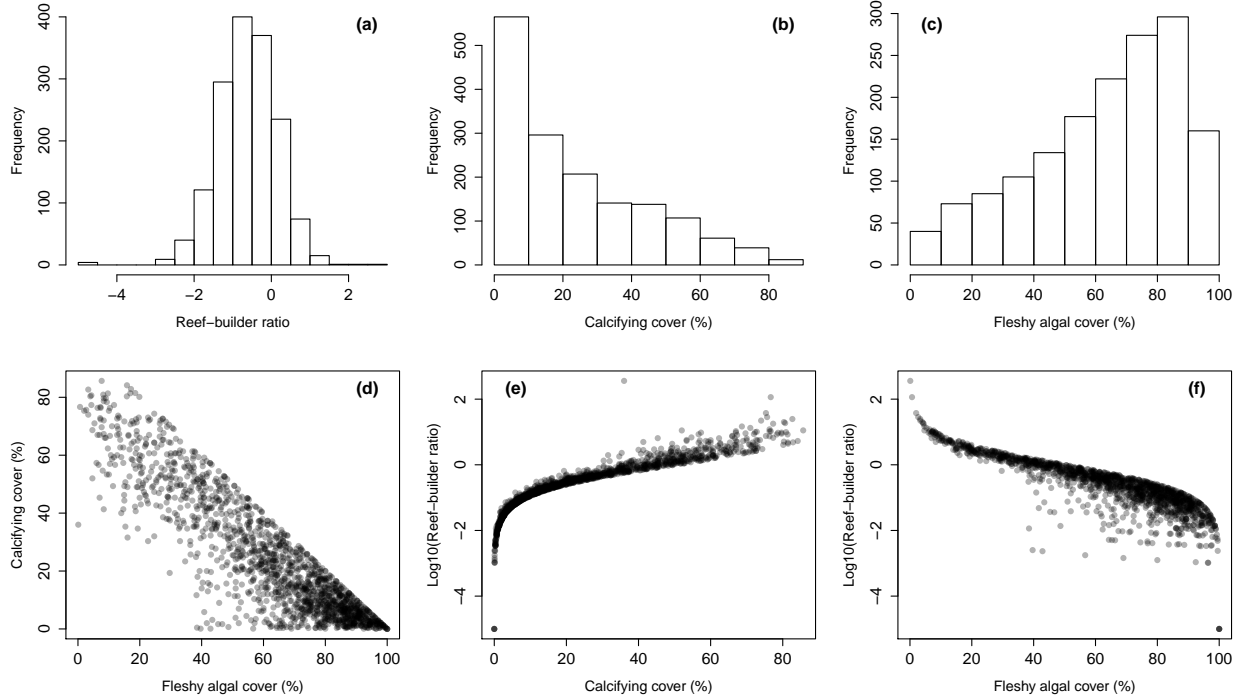 (a)
Frequency
0 100 200 300 400
−4 −2 0 2
Reef−builder ratio
(b)
Frequency
0 100 200 300 400 500
0 20 40 60 80
Calcifying cover (%)
(c)
Frequency
0 50 100 150 200 250 300
0 20 40 60 80 100
Fleshy algal cover (%)
(d)
Calcifying cover (%)
0 20 40 60 80
0 20 40 60 80 100
Fleshy algal cover (%)
(e)
Log10(Reef−builder ratio)
−4 −2 0 2
0 20 40 60 80
Calcifying cover (%)
(f)
Log10(Reef−builder ratio)
−4 −2 0 2
0 20 40 60 80 100
Fleshy algal cover (%)